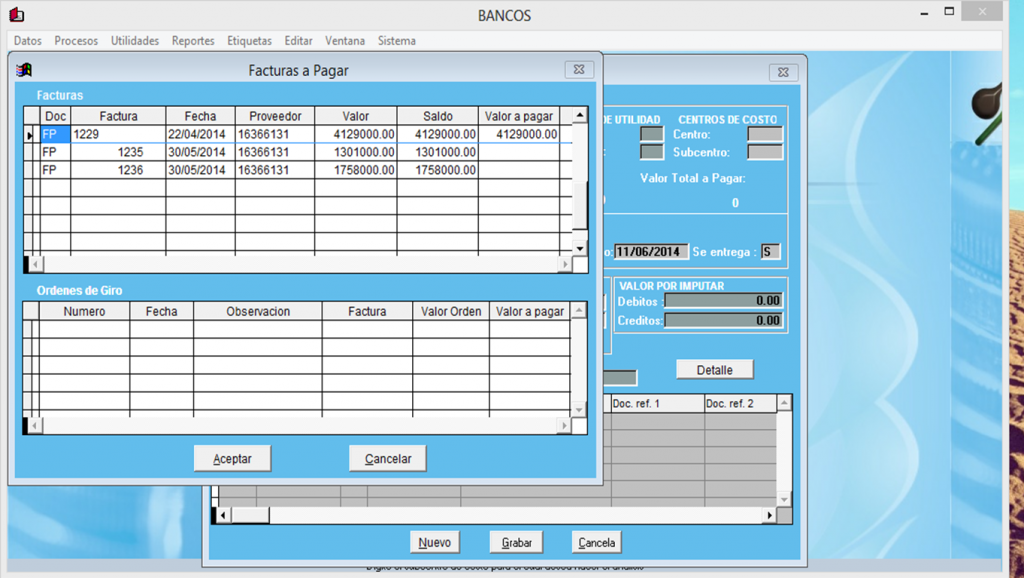 BANCOS
Datos Procesos Utilidades Reportes Etiquetas Editar Ventana Sistema
Facturas a Pagar
Facturas
Doc Factura Fecha Proveedor Valor Saldo Valor a pagar
FP 1229 22/04/2014 16366131 4129000.00 4129000.00 4129000.00
FP 1235 30/05/2014 16366131 1301000.00 1301000.00
FP 1236 30/05/2014 16366131 1758000.00 1758000.00
Ordenes de Giro
Numero Fecha Observacion Factura Valor Orden Valor a pagar
Aceptar Cancelar
DE UTILIDAD CENTROS DE COSTO
Centro:
Subcentro:
Valor Total a Pagar:
0
11/06/2014 Se entrega : S
VALOR POR IMPUTAR
Debitos : 0.00
Creditos: 0.00
Detalle
Doc. ref. 1 Doc. ref. 2
Nuevo Grabar Cancela